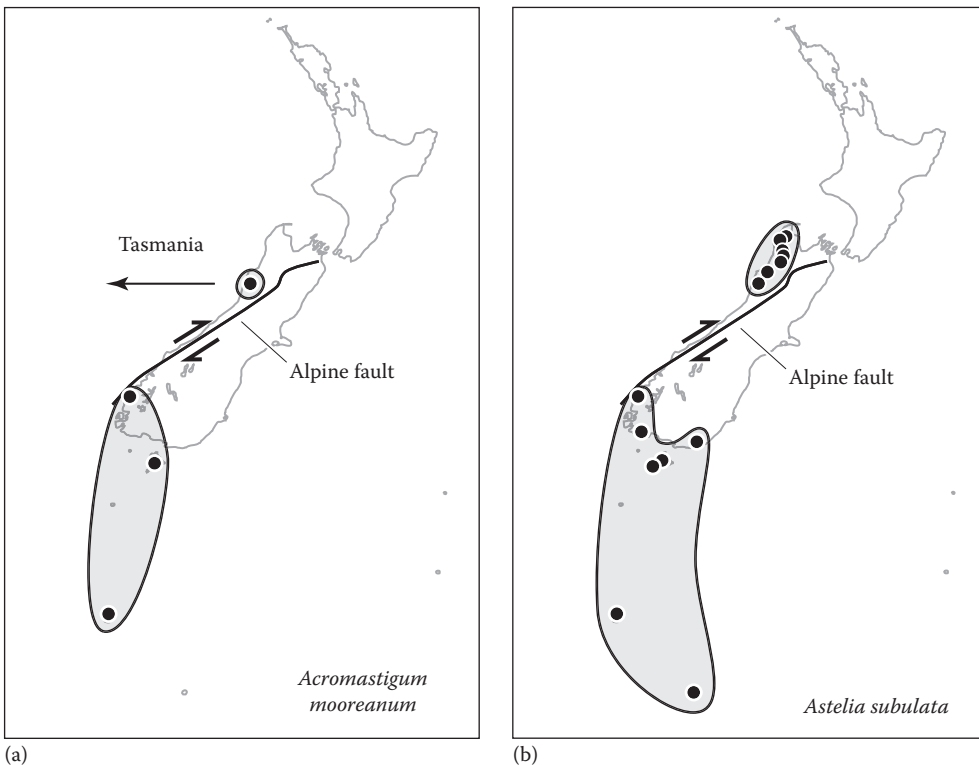 Tasmania
Alpine fault
Acromastigum
mooreanum
(a)
Alpine fault
Astelia subulata
(b)